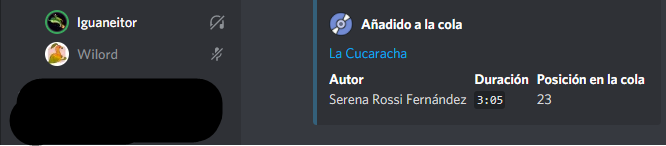 Iguaneitor
Wilord
Añadido a la cola
La Cucaracha
Autor Duración Posición en la cola
Serena Rossi Fernández 3:05 23